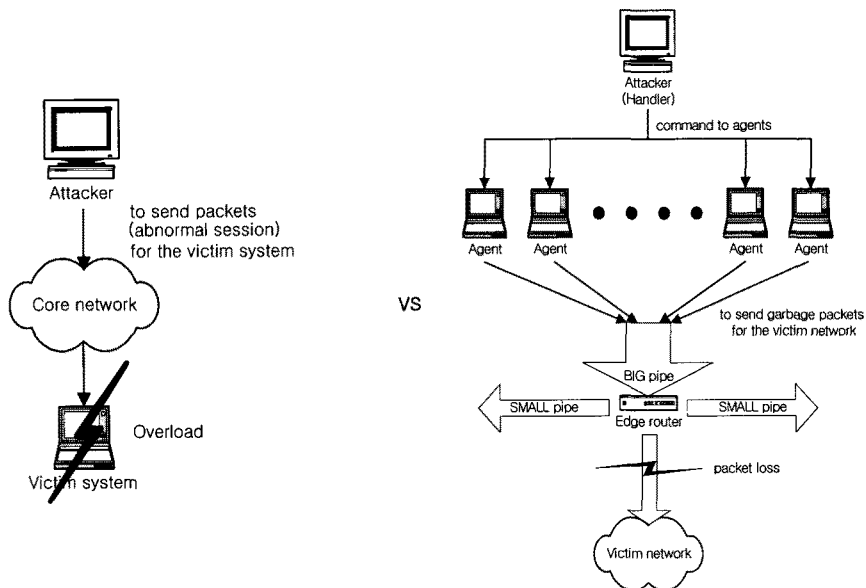 Attacker
to send packets
(abnormal session)
for the victim system
Core network
Overload
Victim system
VS
Attacker
(Handler)
command to agents
Agent
Agent
Agent
Agent
to send garbage packets
for the victim network
BIG pipe
SMALL pipe
SMALL pipe
Edge router
packet loss
Victim network